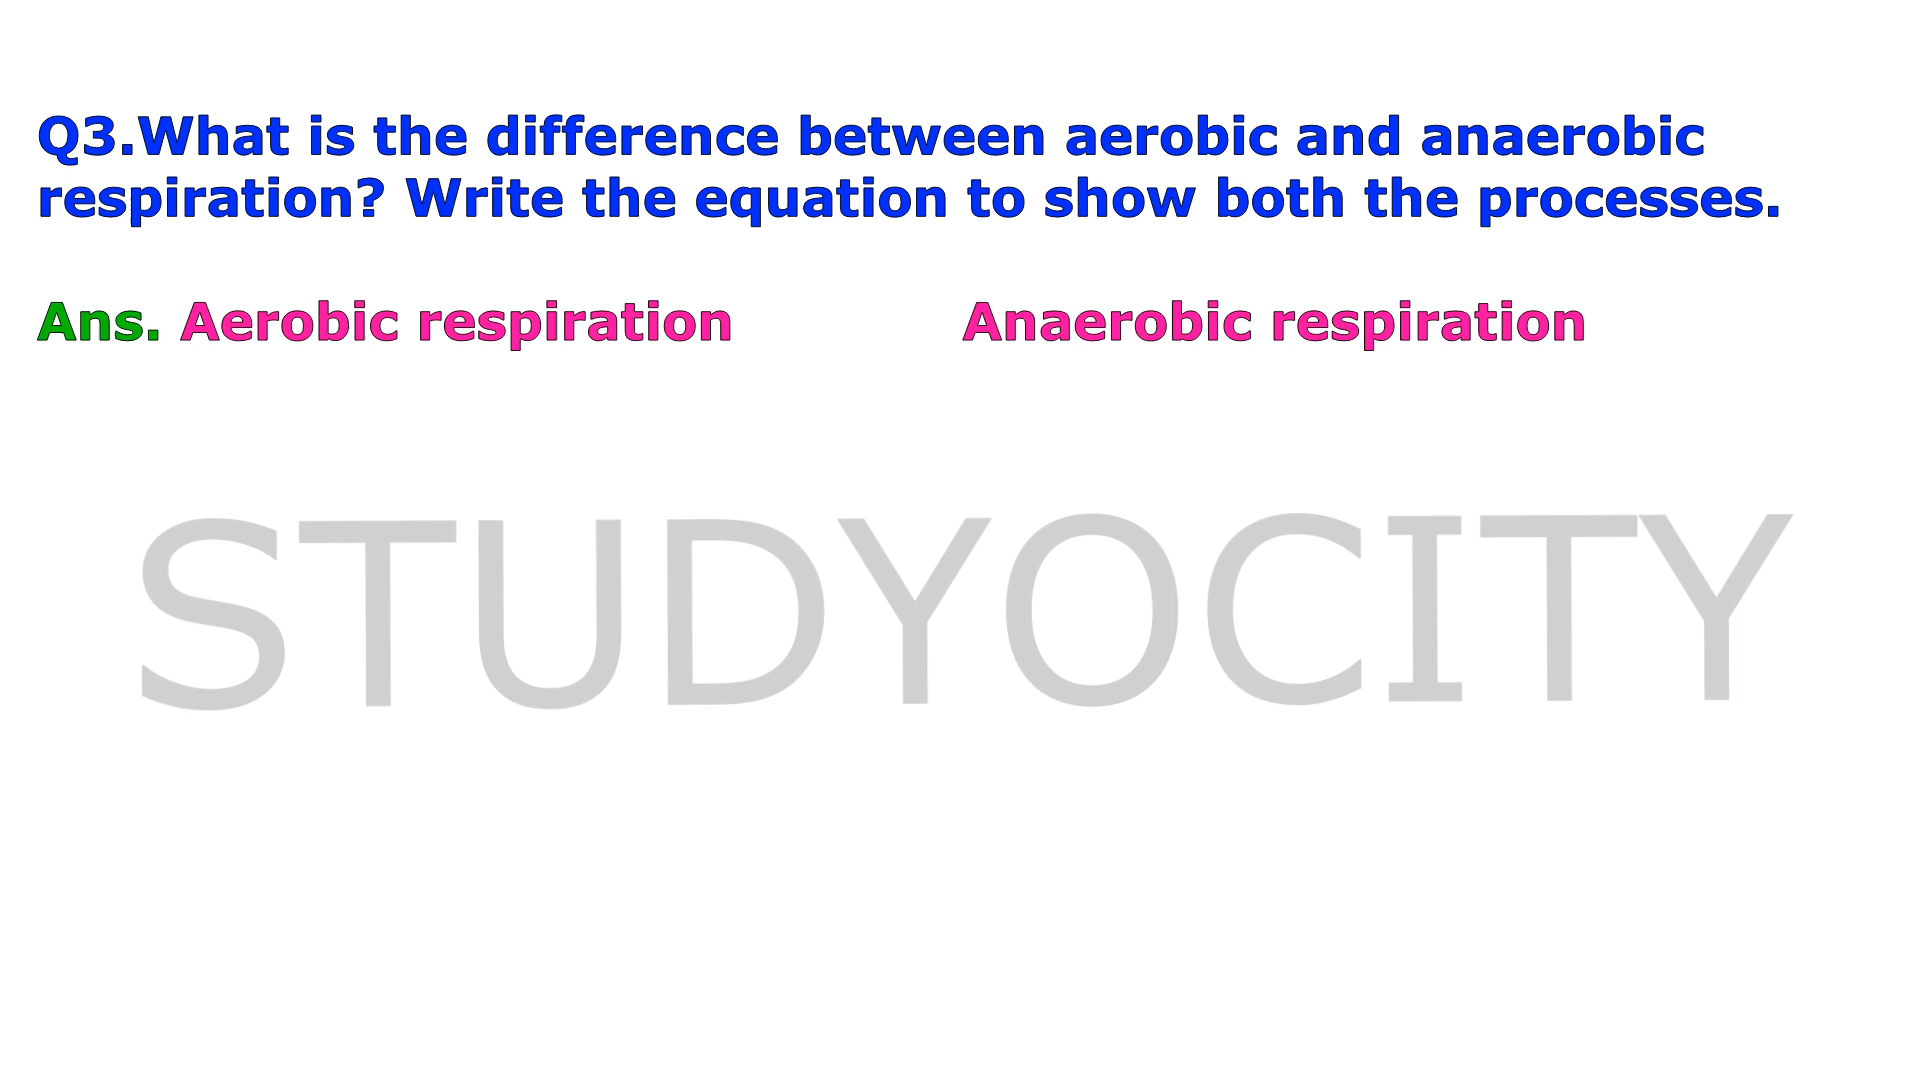 Q3.What is the difference between aerobic and anaerobic
respiration? Write the equation to show both the processes.
Ans. Aerobic respiration Anaerobic respiration
STUDYOCITY